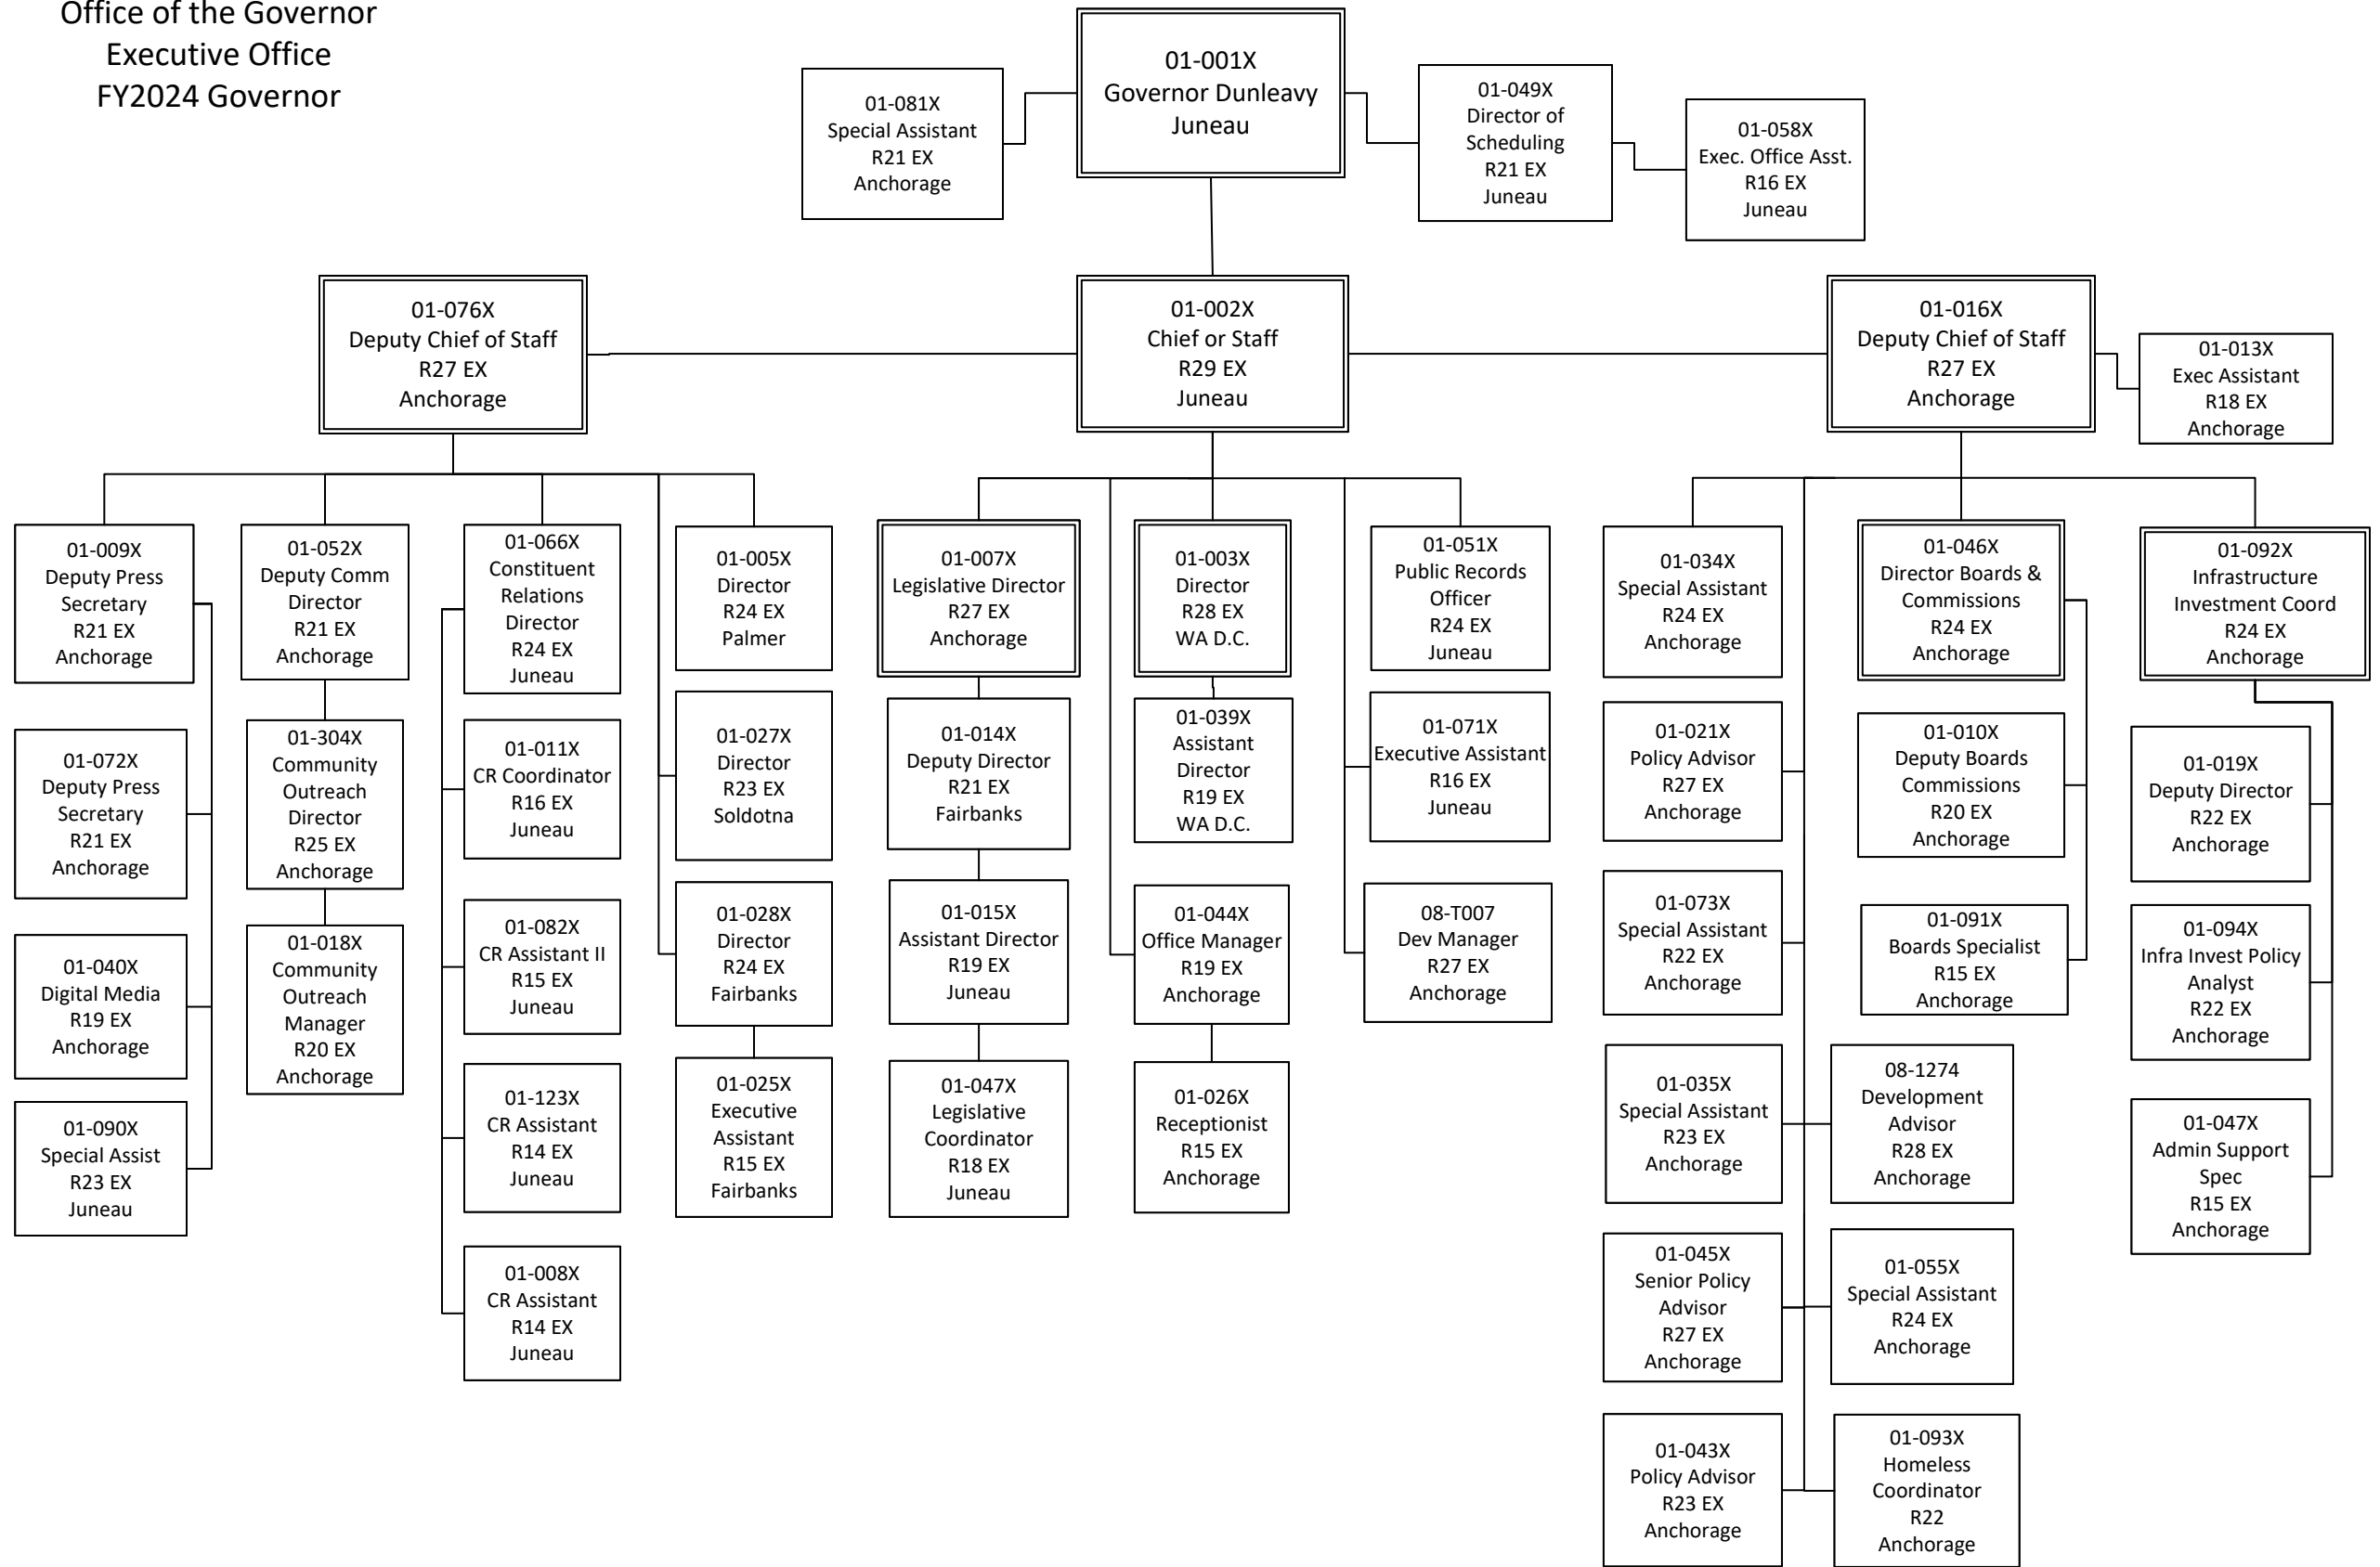 Office of the Governor
Executive Office
FY2024 Governor
01-001X
Governor Dunleavy
Juneau
01-081X
Special Assistant
R21 EX
Anchorage
01-049X
Director of
Scheduling
R21 EX
Juneau
01-058X
Exec. Office Asst.
R16 EX
Juneau
01-076X
Deputy Chief of Staff
R27 EX
Anchorage
01-002X
Chief or Staff
R29 EX
Juneau
01-016X
Deputy Chief of Staff
R27 EX
Anchorage
01-013X
Exec Assistant
R18 EX
Anchorage
01-009X
Deputy Press
Secretary
R21 EX
Anchorage
01-072X
Deputy Press
Secretary
R21 EX
Anchorage
01-040X
Digital Media
R19 EX
Anchorage
01-090X
Special Assist
R23 EX
Juneau
01-052X
Deputy Comm
Director
R21 EX
Anchorage
01-304X
Community
Outreach
Director
R25 EX
Anchorage
01-018X
Community
Outreach
Manager
R20 EX
Anchorage
01-066X
Constituent
Relations
Director
R24 EX
Juneau
01-011X
CR Coordinator
R16 EX
Juneau
01-082X
CR Assistant II
R15 EX
Juneau
01-123X
CR Assistant
R14 EX
Juneau
01-008X
CR Assistant
R14 EX
Juneau
01-005X
Director
R24 EX
Palmer
01-027X
Director
R23 EX
Soldotna
01-028X
Director
R24 EX
Fairbanks
01-025X
Executive
Assistant
R15 EX
Fairbanks
01-007X
Legislative Director
R27 EX
Anchorage
01-014X
Deputy Director
R21 EX
Fairbanks
01-015X
Assistant Director
R19 EX
Juneau
01-047X
Legislative
Coordinator
R18 EX
Juneau
01-003X
Director
R28 EX
WA D.C.
01-039X
Assistant
Director
R19 EX
WA D.C.
01-044X
Office Manager
R19 EX
Anchorage
01-026X
Receptionist
R15 EX
Anchorage
01-051X
Public Records
Officer
R24 EX
Juneau
01-071X
Executive Assistant
R16 EX
Juneau
08-T007
Dev Manager
R27 EX
Anchorage
01-034X
Special Assistant
R24 EX
Anchorage
01-021X
Policy Advisor
R27 EX
Anchorage
01-073X
Special Assistant
R22 EX
Anchorage
01-035X
Special Assistant
R23 EX
Anchorage
01-045X
Senior Policy
Advisor
R27 EX
Anchorage
01-043X
Policy Advisor
R23 EX
Anchorage
01-046X
Director Boards &
Commissions
R24 EX
Anchorage
01-010X
Deputy Boards
Commissions
R20 EX
Anchorage
01-091X
Boards Specialist
R15 EX
Anchorage
08-1274
Development
Advisor
R28 EX
Anchorage
01-055X
Special Assistant
R24 EX
Anchorage
01-093X
Homeless
Coordinator
R22
Anchorage
01-092X
Infrastructure
Investment Coord
R24 EX
Anchorage
01-019X
Deputy Director
R22 EX
Anchorage
01-094X
Infra Invest Policy
Analyst
R22 EX
Anchorage
01-047X
Admin Support
Spec
R15 EX
Anchorage